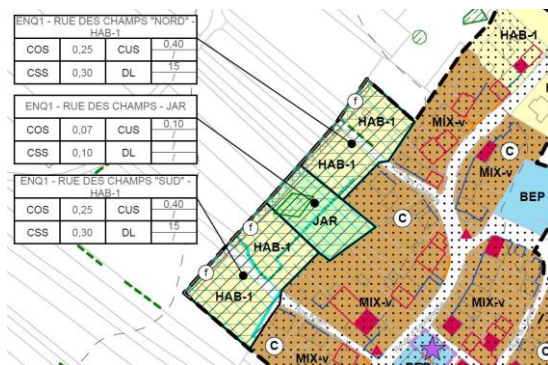 ENQ1 - RUE DES CHAMPS "NORD" -
HAB-1
COS 0,25 CUS 0,40
/
CSS 0,30 DL 15
/
ENQ1 - RUE DES CHAMPS - JAR
COS 0,07 CUS 0,10
/
CSS 0,10 DL /
/
ENQ1 - RUE DES CHAMPS "SUD" -
HAB-1
COS 0,25 CUS 0,40
/
CSS 0,30 DL 15
/
HAB-1
f
HAB-1
MIX-v
HAB-1
C
MIX-v
BEP
JAR
C
f
HAB-1
f
HAB-1
MIX-v
C
C
MIX-v
BEP
C